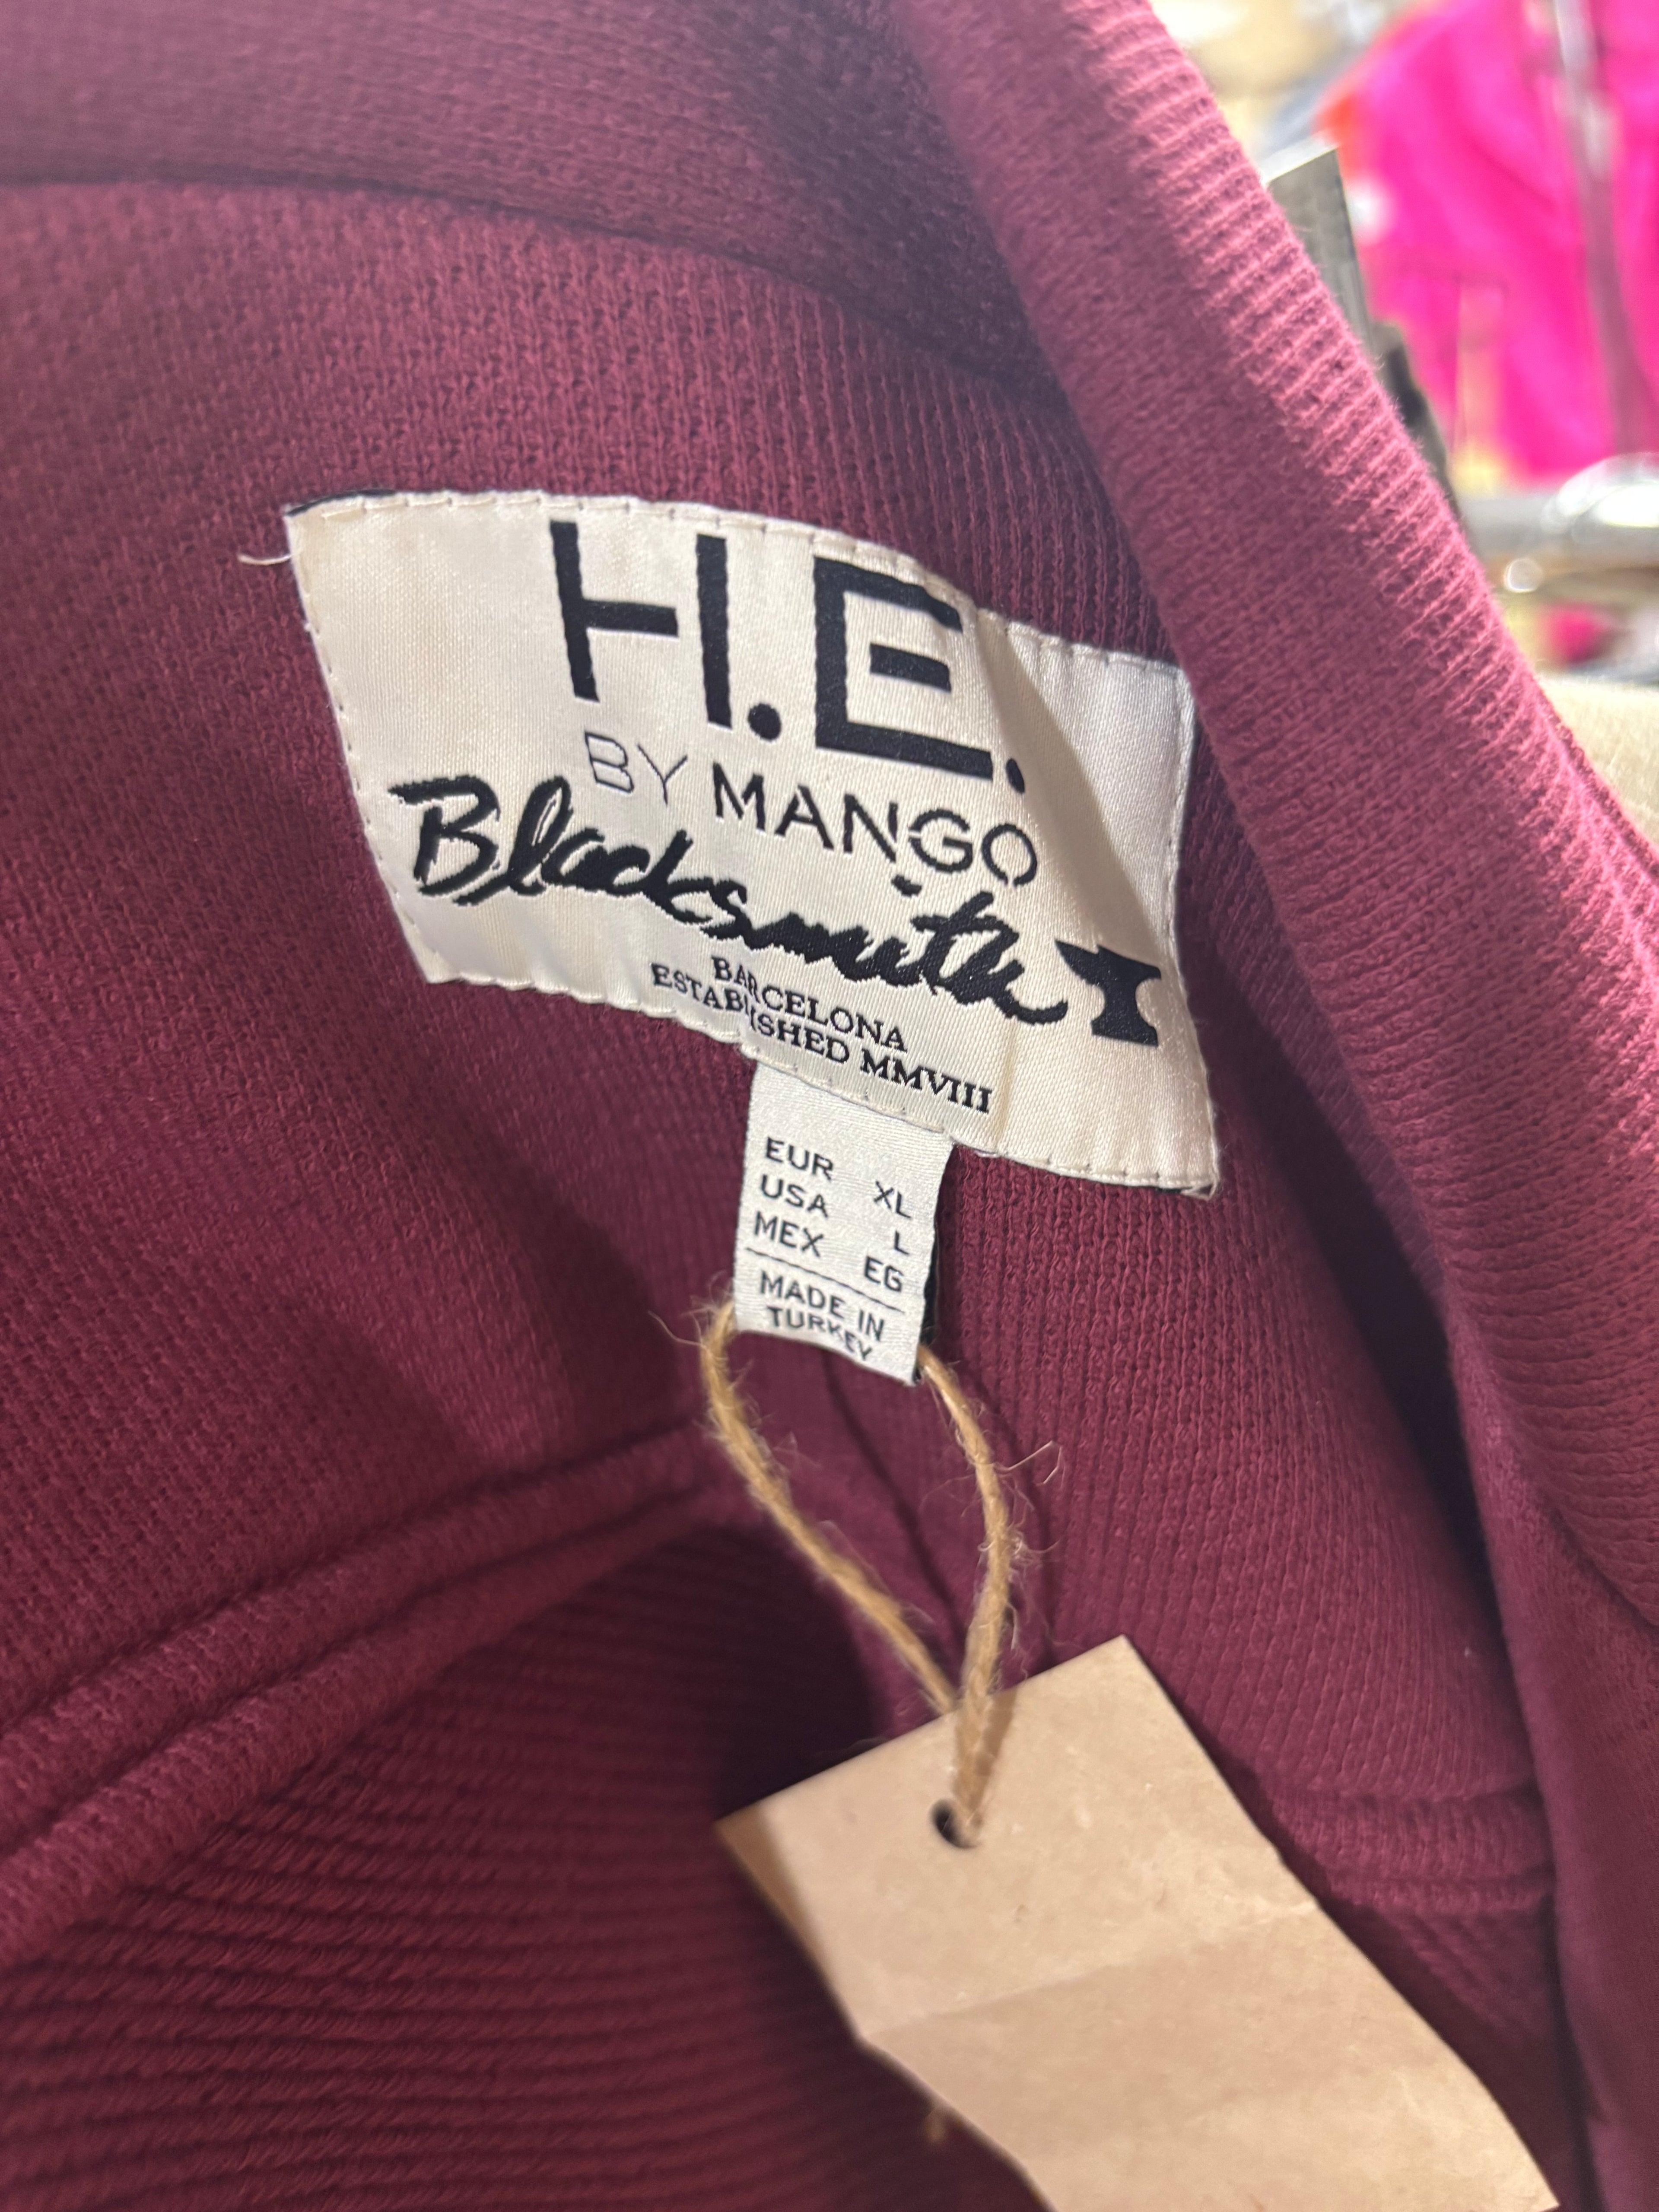 H.E.
BY MANGO
Blacksmith
BARCELONA
ESTABLISHED MMVIII
EUR XL
USA L
MEX EG
MADE IN
TURKEY